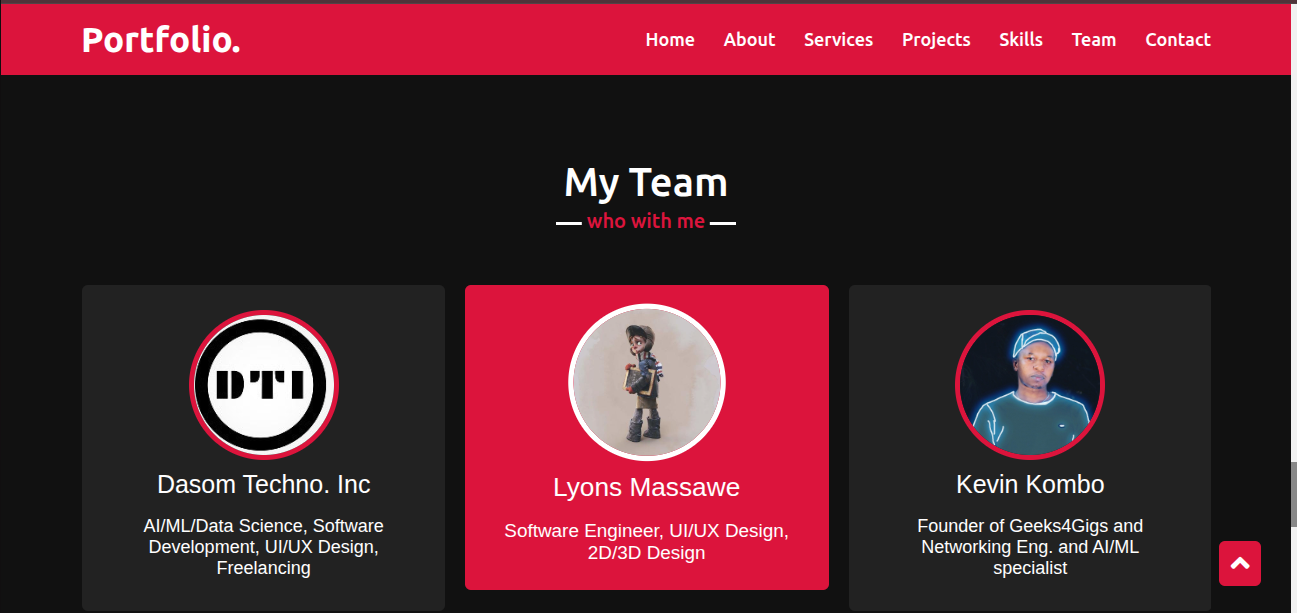 Portfolio.
Home About Services Projects Skills Team Contact
My Team
who with me
DTI
Dasom Techno. Inc
AI/ML/Data Science, Software
Development, UI/UX Design,
Freelancing
Lyons Massawe
Software Engineer, UI/UX Design,
2D/3D Design
Kevin Kombo
Founder of Geeks4Gigs and
Networking Eng. and AI/ML
specialist